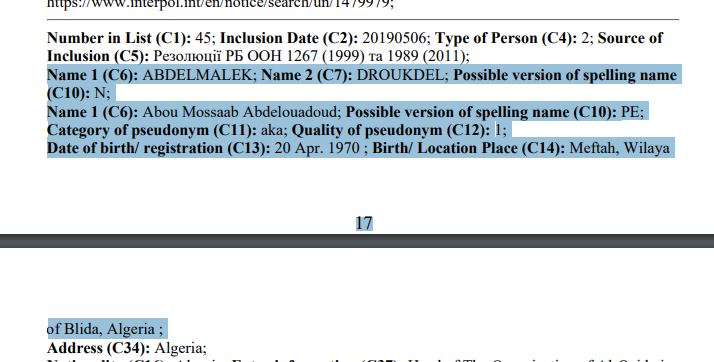 https://www.interpol.int/en/notice/search/un/1479979;
Number in List (C1): 45; Inclusion Date (C2): 20190506; Type of Person (C4): 2; Source of
Inclusion (C5): Резолюції РБ ООН 1267 (1999) та 1989 (2011);
Name 1 (C6): ABDELMALEK; Name 2 (C7): DROUKDEL; Possible version of spelling name
(C10): N;
Name 1 (C6): Abou Mossaab Abdelouadoud; Possible version of spelling name (C10): PE;
Category of pseudonym (C11): aka; Quality of pseudonym (C12): 1;
Date of birth/ registration (C13): 20 Apr. 1970 ; Birth/ Location Place (C14): Meftah, Wilaya
17
of Blida, Algeria ;
Address (C34): Algeria;